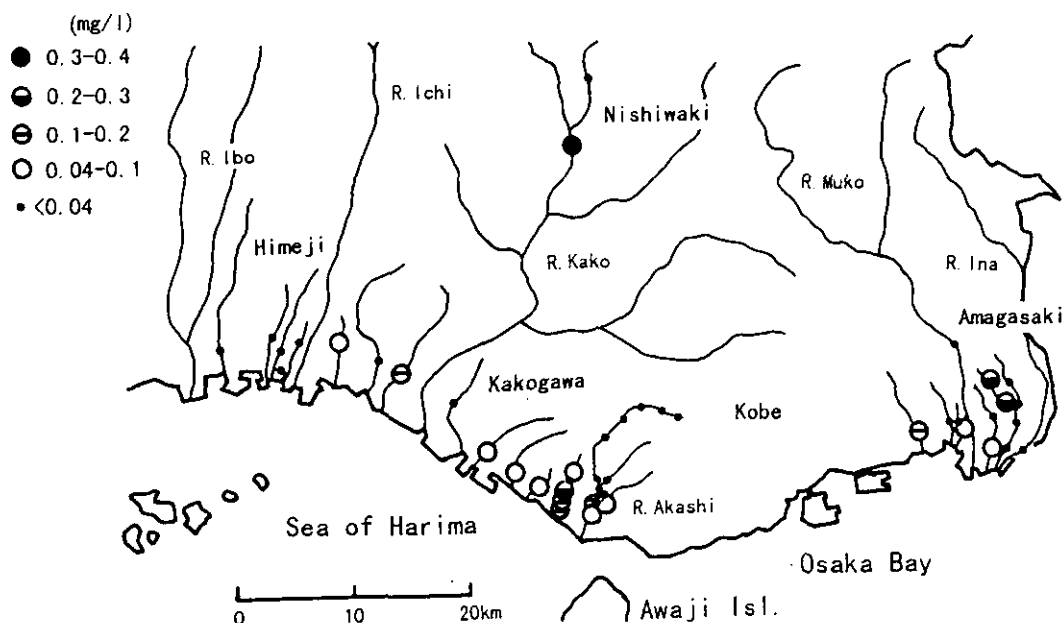 (mg/l)
0.3-0.4
0.2-0.3
0.1-0.2
0.04-0.1
<0.04
R. Ichi
Nishiwaki
R. Ibo
R. Muko
Himeji
R. Kako
R. Ina
Amagasaki
Kakogawa
Kobe
R. Akashi
Sea of Harima
Osaka Bay
0 10 20km
Awaji Isl.